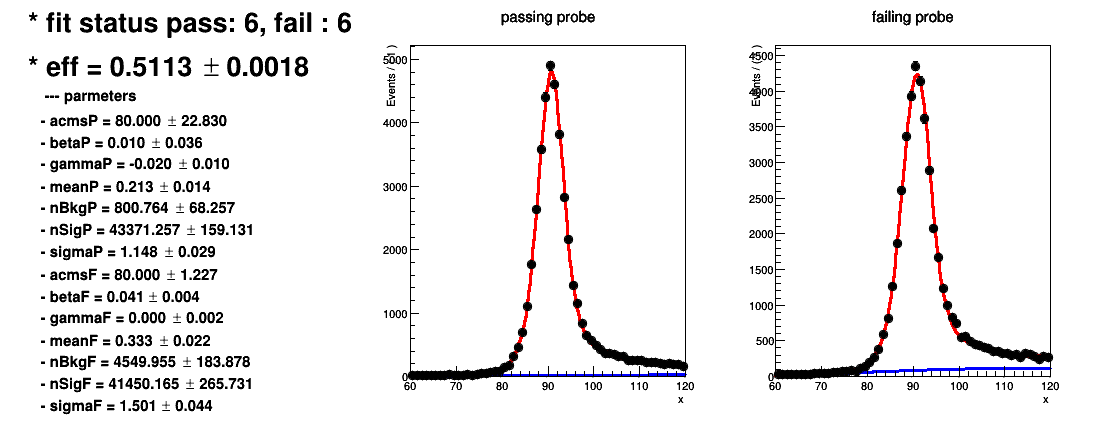 * fit status pass: 6, fail : 6
* eff = 0.5113 ± 0.0018
--- parmeters
- acmsP = 80.000 ± 22.830
- betaP = 0.010 ± 0.036
- gammaP = -0.020 ± 0.010
- meanP = 0.213 ± 0.014
- nBkgP = 800.764 ± 68.257
- nSigP = 43371.257 ± 159.131
- sigmaP = 1.148 ± 0.029
- acmsF = 80.000 ± 1.227
- betaF = 0.041 ± 0.004
- gammaF = 0.000 ± 0.002
- meanF = 0.333 ± 0.022
- nBkgF = 4549.955 ± 183.878
- nSigF = 41450.165 ± 265.731
- sigmaF = 1.501 ± 0.044
passing probe
Events / ( 1 )
5000
4000
3000
2000
1000
0
60 70 80 90 100 110 120
x
failing probe
Events / ( 1 )
4500
4000
3500
3000
2500
2000
1500
1000
500
0
60 70 80 90 100 110 120
x